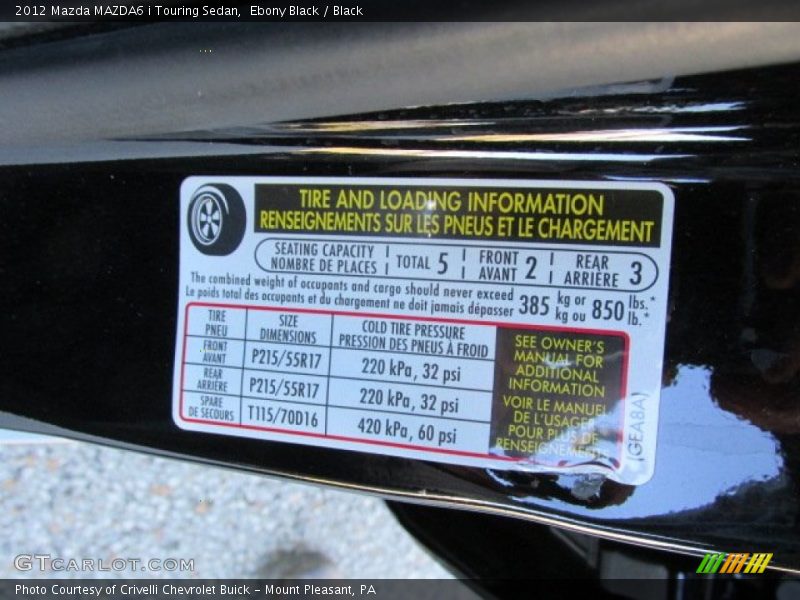 2012 Mazda MAZDA6 i Touring Sedan, Ebony Black / Black
TIRE AND LOADING INFORMATION
RENSEIGNEMENTS SUR LES PNEUS ET LE CHARGEMENT
SEATING CAPACITY
NOMBRE DE PLACES
TOTAL 5
FRONT
AVANT 2
REAR
ARRIÈRE 3
The combined weight of occupants and cargo should never exceed 385 kg or 850 lbs.*
Le poids total des occupants et du chargement ne doit jamais dépasser kg ou lb.*
TIRE
PNEU
SIZE
DIMENSIONS
COLD TIRE PRESSURE
PRESSION DES PNEUS À FROID
FRONT
AVANT
P215/55R17
220 kPa, 32 psi
REAR
ARRIÈRE
P215/55R17
220 kPa, 32 psi
SPARE
DE SECOURS
T115/70D16
420 kPa, 60 psi
SEE OWNER'S
MANUAL FOR
ADDITIONAL
INFORMATION
VOIR LE MANUEL
DE L'USAGER
POUR PLUS DE
RENSEIGNEMENTS
(GEA8A)
GTCARLOT.COM
Photo Courtesy of Crivelli Chevrolet Buick - Mount Pleasant, PA